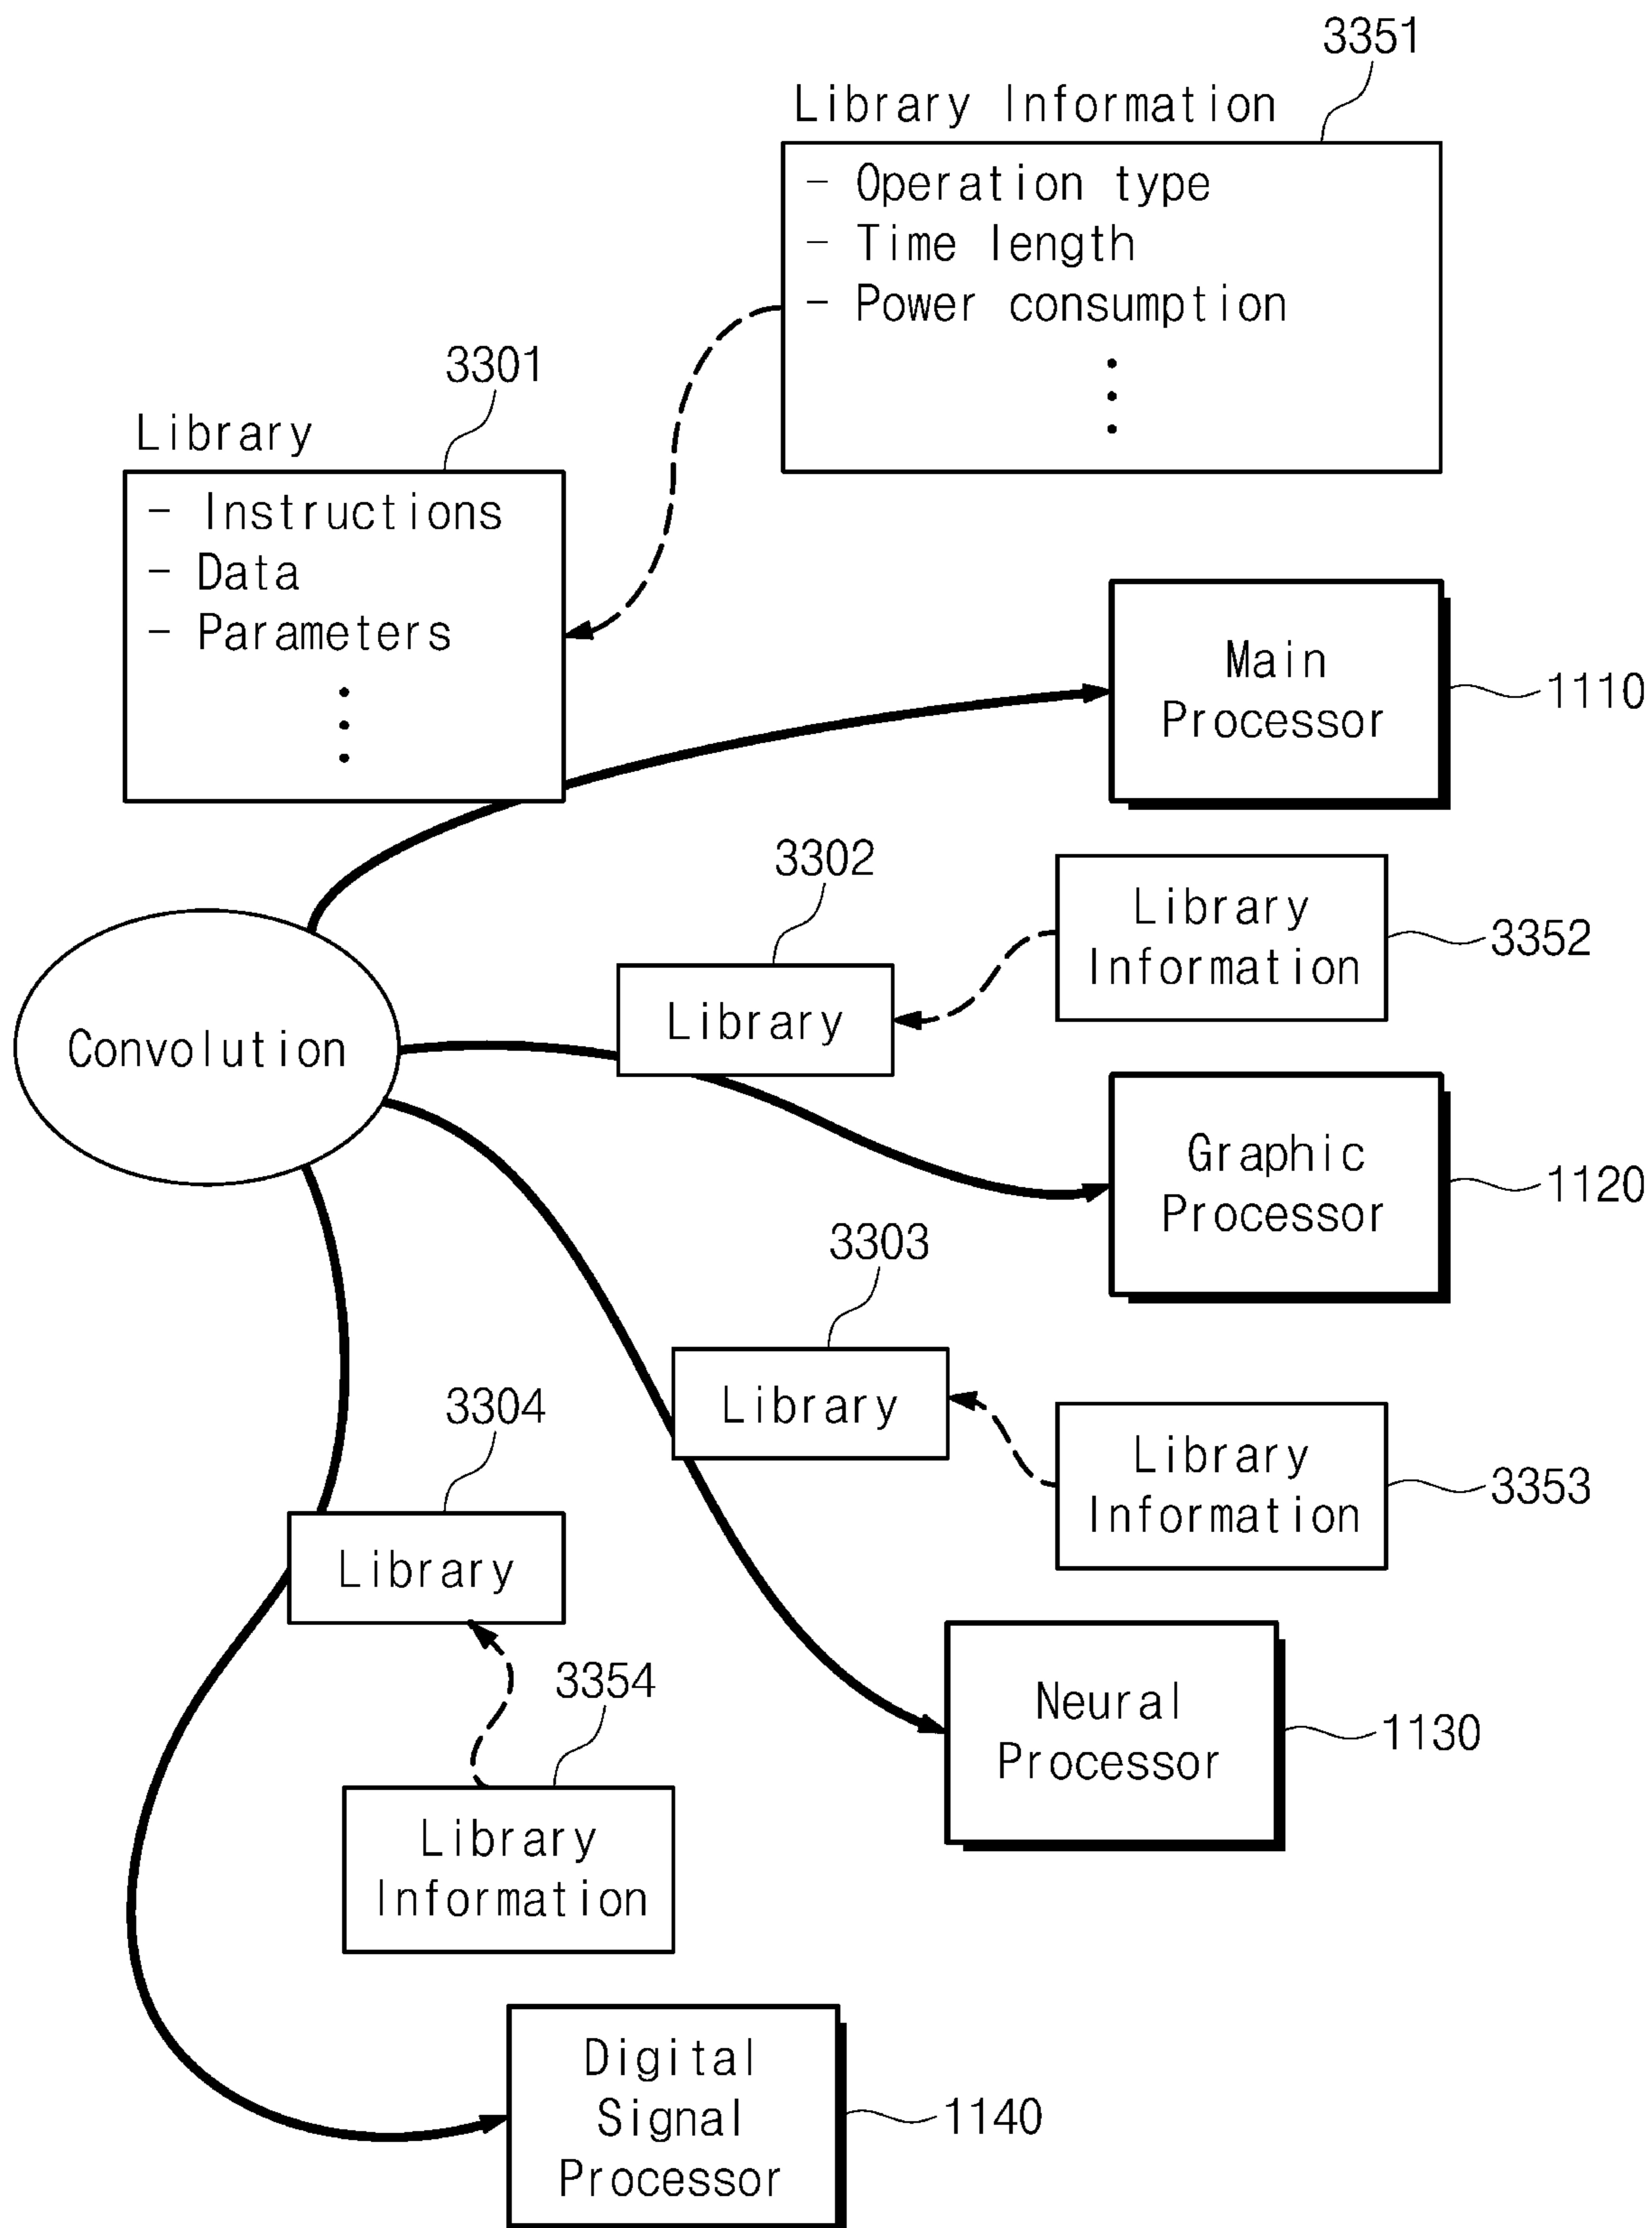 3351
Library Information
- Operation type
- Time length
- Power consumption
3301
Library
- Instructions
- Data
- Parameters
Main
Processor
1110
3302
Library
Information
3352
Library
Convolution
Graphic
Processor
1120
3303
Library
3304
Library
Information
3353
Library
3354
Neural
Processor
1130
Library
Information
Digital
Signal
Processor
1140